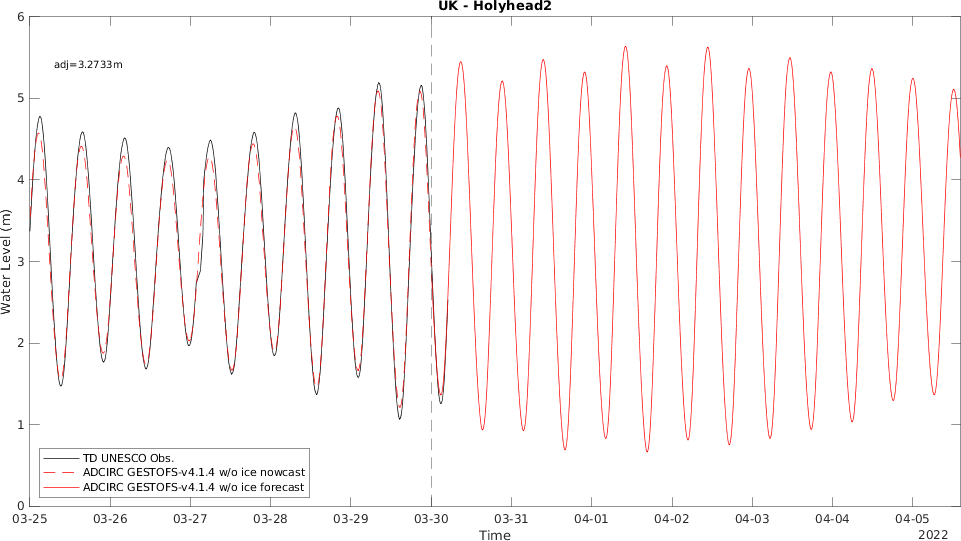 UK - Holyhead2
adj=3.2733m
6
5
4
3
2
1
0
Water Level (m)
TD UNESCO Obs.
ADCIRC GESTOFS-v4.1.4 w/o ice nowcast
ADCIRC GESTOFS-v4.1.4 w/o ice forecast
03-25 03-26 03-27 03-28 03-29 03-30 03-31 04-01 04-02 04-03 04-04 04-05
Time
2022